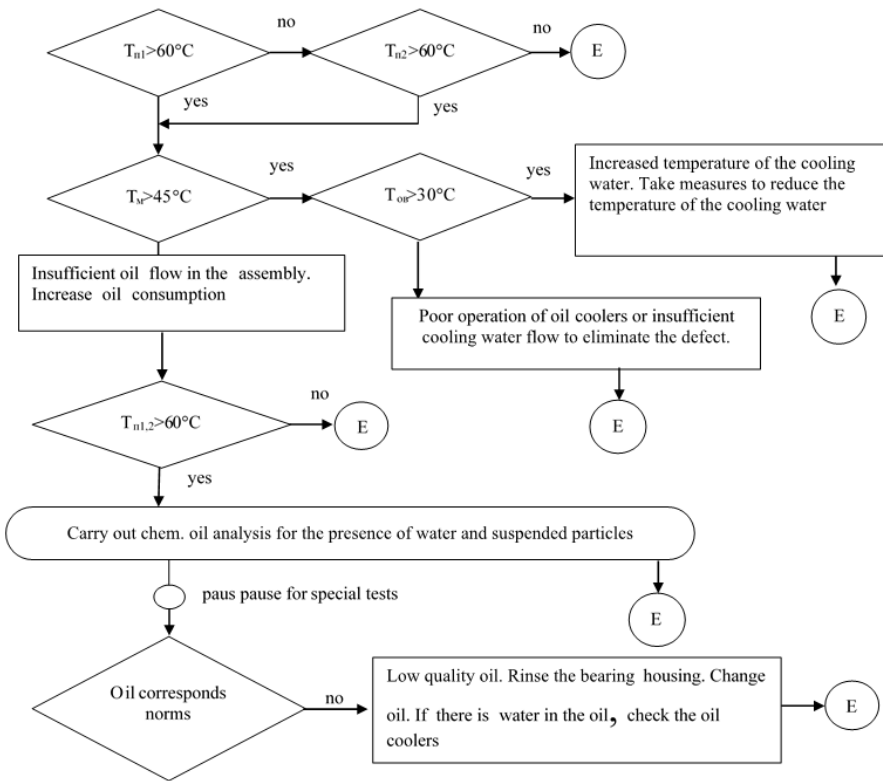 Tп1>60°C
no
Tп2>60°C
no
E
yes
yes
Tм>45°C
yes
Tов>30°C
yes
Increased temperature of the cooling
water. Take measures to reduce the
temperature of the cooling water
E
Insufficient oil flow in the assembly.
Increase oil consumption
Poor operation of oil coolers or insufficient
cooling water flow to eliminate the defect.
E
Tп1,2>60°C
no
E
yes
Carry out chem. oil analysis for the presence of water and suspended particles
E
paus pause for special tests
Oil corresponds
norms
no
Low quality oil. Rinse the bearing housing. Change
oil. If there is water in the oil, check the oil
coolers
E